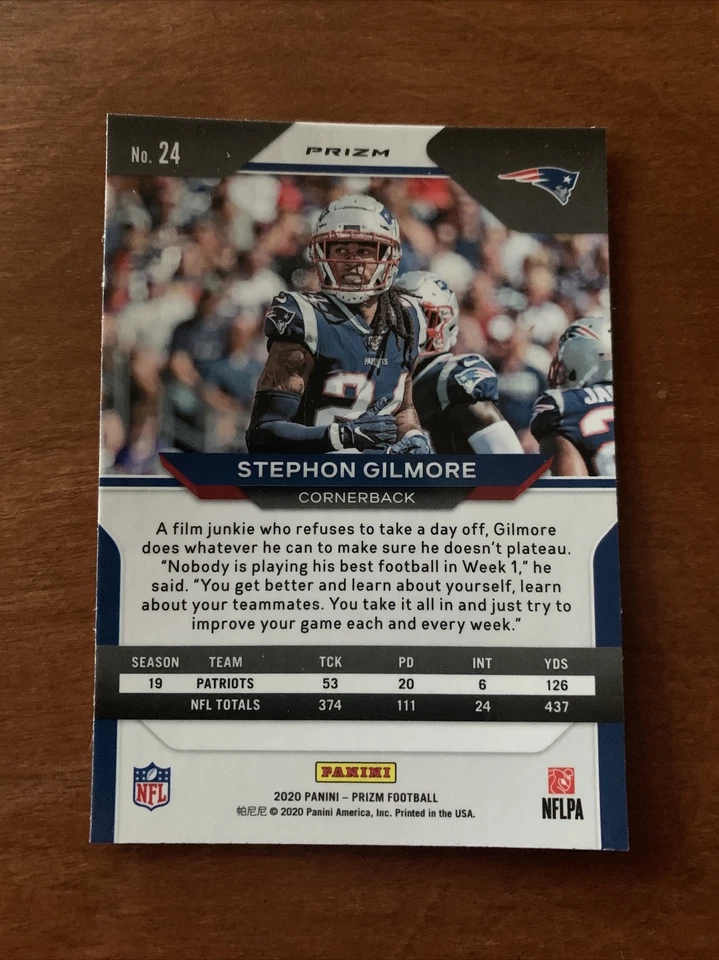 No. 24
PRIZM
PATRIOTS
24
STEPHON GILMORE
CORNERBACK
A film junkie who refuses to take a day off, Gilmore
does whatever he can to make sure he doesn't plateau.
"Nobody is playing his best football in Week 1," he
said. "You get better and learn about yourself, learn
about your teammates. You take it all in and just try to
improve your game each and every week."
SEASON TEAM TCK PD INT YDS
19 PATRIOTS 53 20 6 126
NFL TOTALS 374 111 24 437
NFL
PANINI
2020 PANINI – PRIZM FOOTBALL
帕尼尼 © 2020 Panini America, Inc. Printed in the USA.
NFLPA